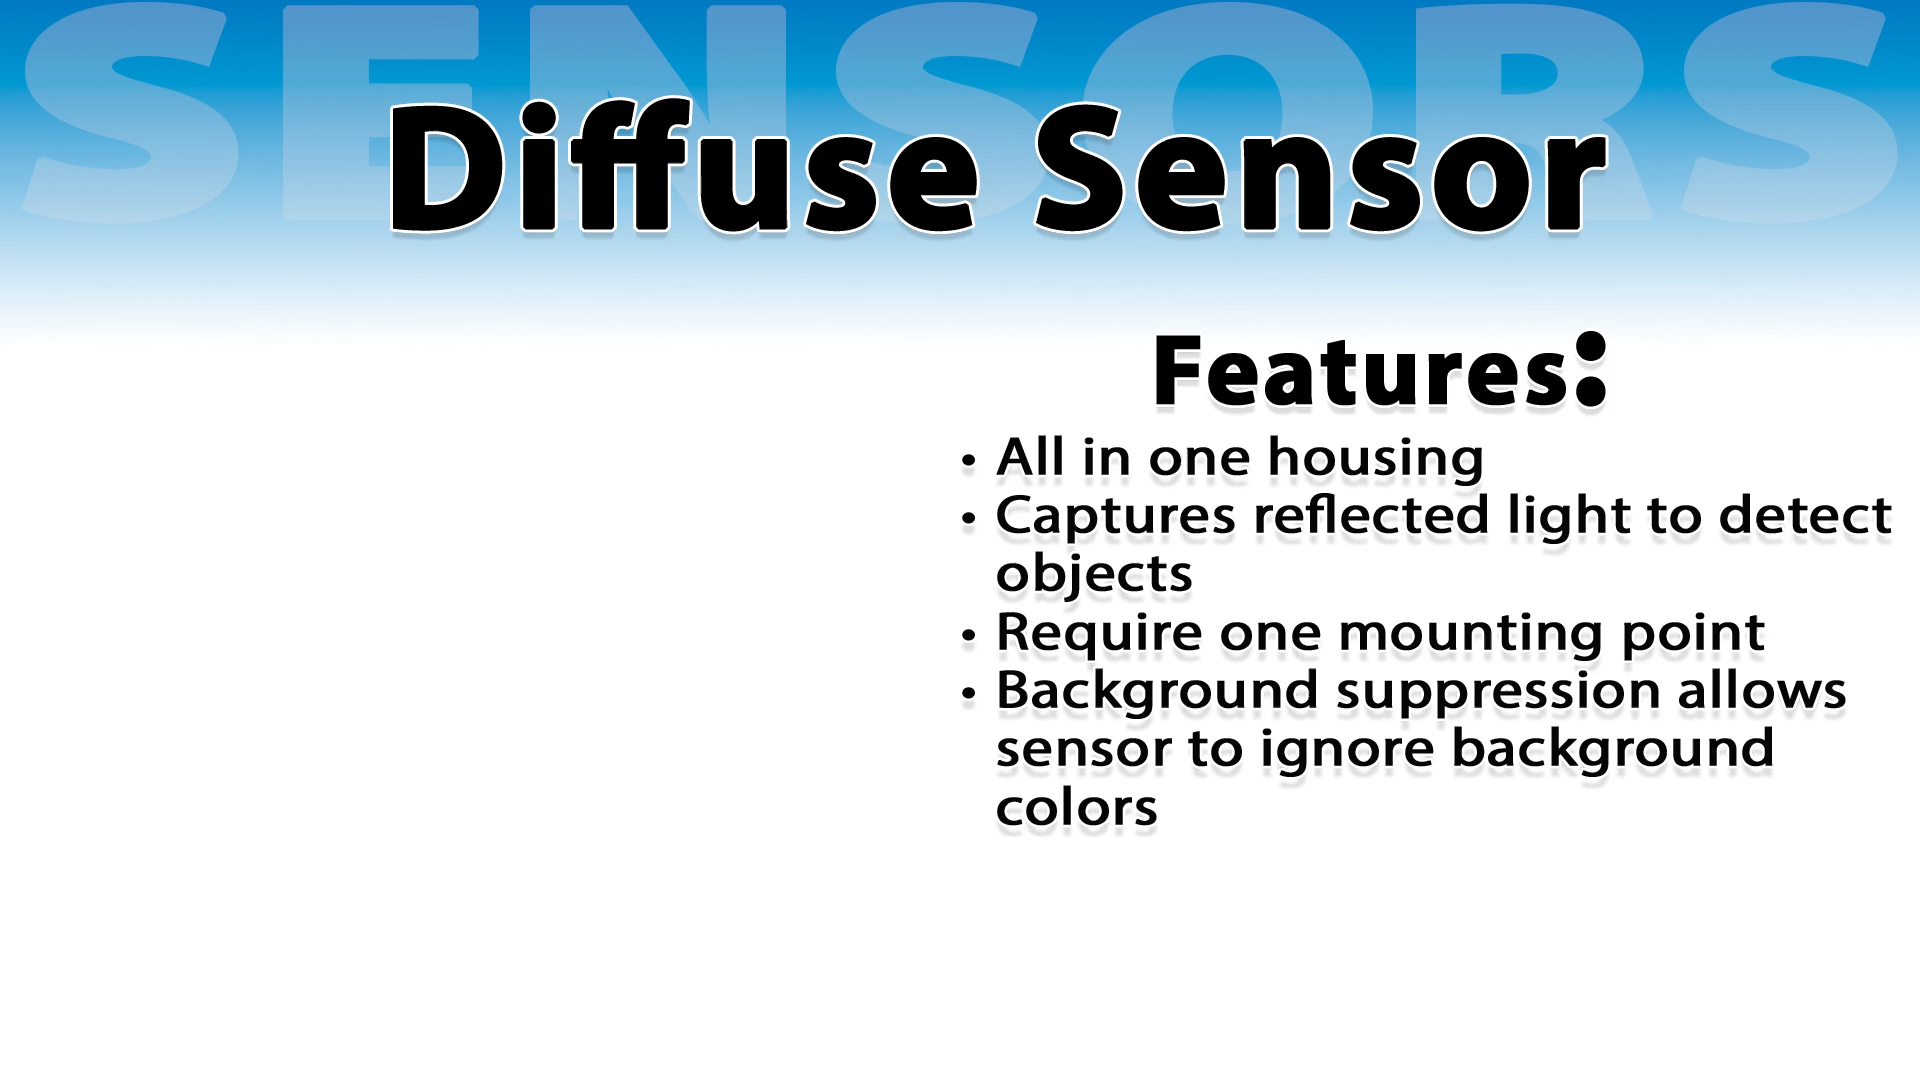 SENSORS
Diffuse Sensor
Features:
• All in one housing
• Captures reflected light to detect
objects
• Require one mounting point
• Background suppression allows
sensor to ignore background
colors